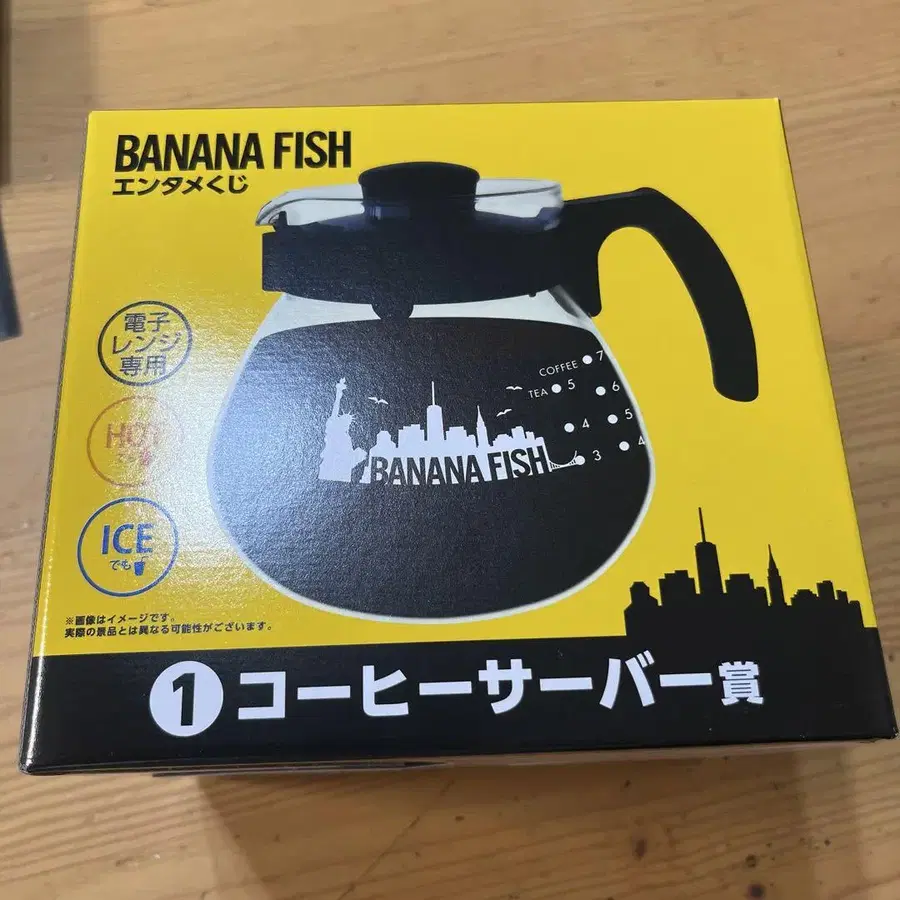 BANANA FISH
エンタメくじ
電子
レンジ
専用
HOT
でも
ICE
でも
COFFEE 7
TEA 5 6
4 5
3 4
BANANA FISH
※画像はイメージです。
実際の景品とは異なる可能性がございます。
1 コーヒーサーバー賞